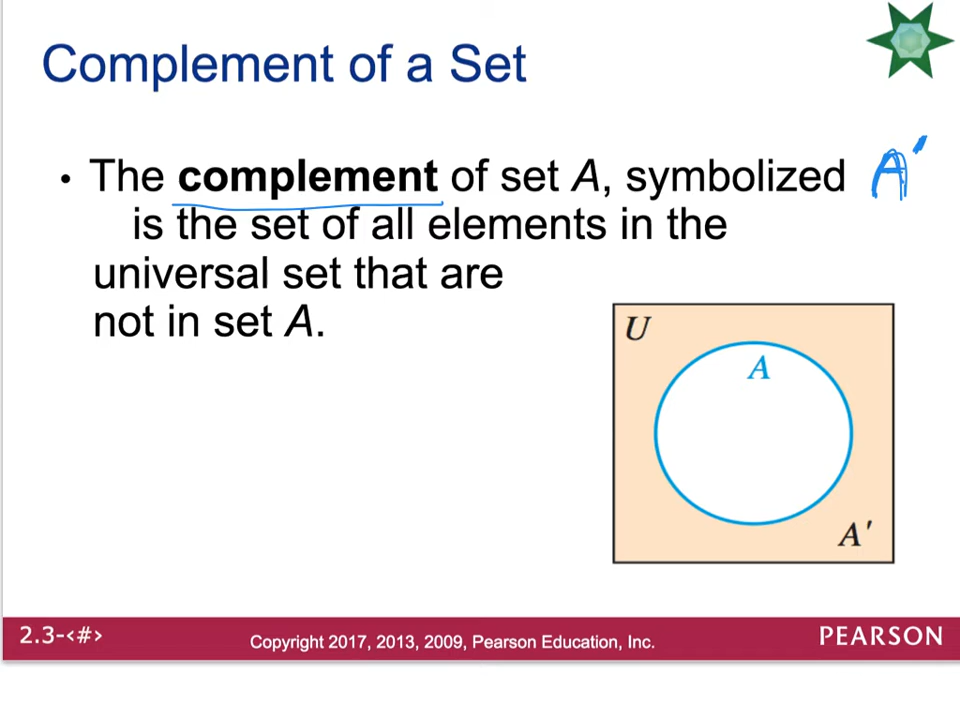 Complement of a Set
• The complement of set A, symbolized A′
is the set of all elements in the
universal set that are
not in set A.
U
A
A′
2.3-<#>
Copyright 2017, 2013, 2009, Pearson Education, Inc.
PEARSON